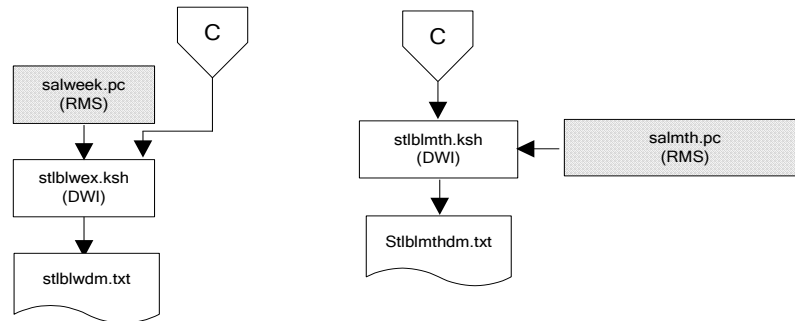 C
salweek.pc
(RMS)
stlblwex.ksh
(DWI)
stlblwdm.txt
C
stlblmth.ksh
(DWI)
salmth.pc
(RMS)
Stlblmthdm.txt